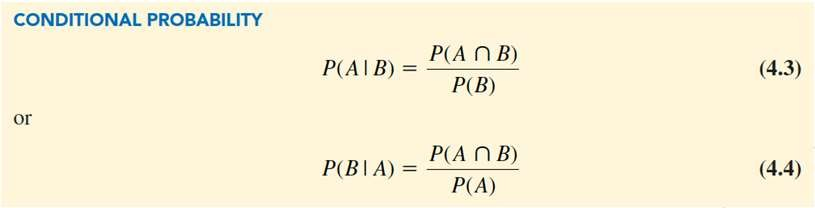 CONDITIONAL PROBABILITY
P(A | B) = P(A ∩ B) / P(B) (4.3)
or
P(B | A) = P(A ∩ B) / P(A) (4.4)